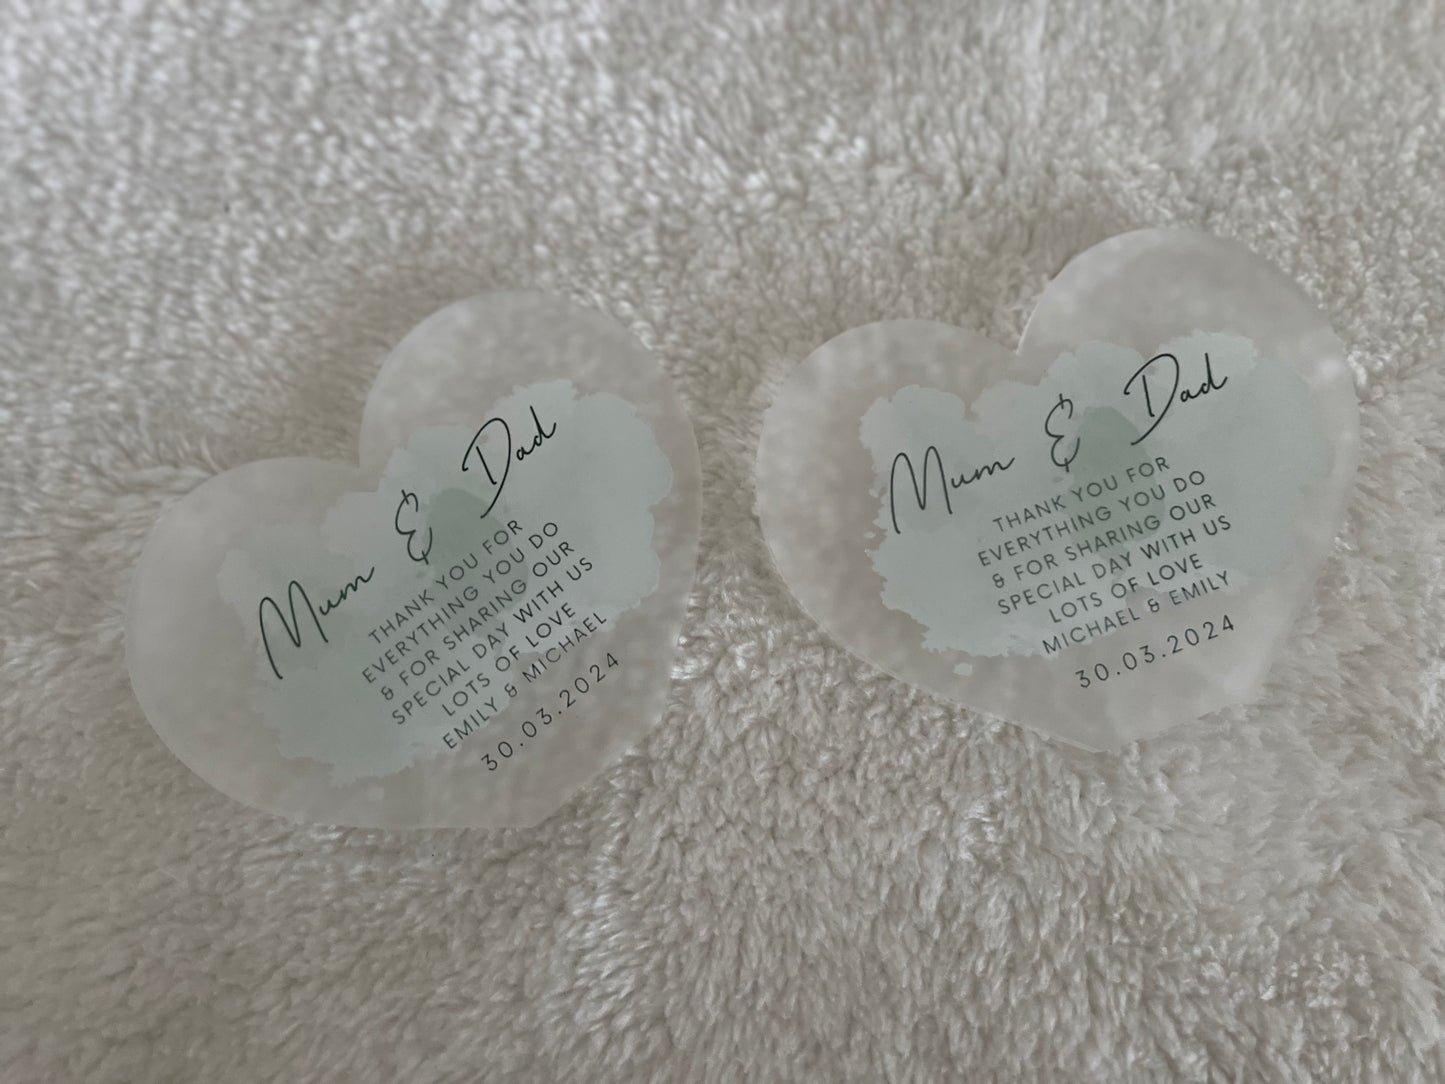 Mum & Dad
THANK YOU FOR
EVERYTHING YOU DO
& FOR SHARING OUR
SPECIAL DAY WITH US
LOTS OF LOVE
EMILY & MICHAEL
30.03.2024
Mum & Dad
THANK YOU FOR
EVERYTHING YOU DO
& FOR SHARING OUR
SPECIAL DAY WITH US
LOTS OF LOVE
MICHAEL & EMILY
30.03.2024